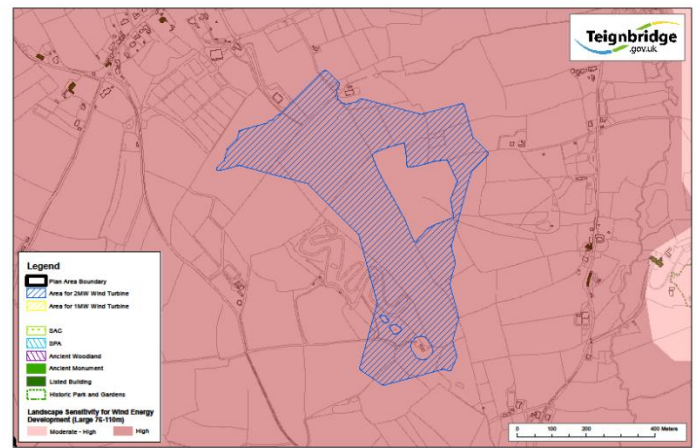 Teignbridge
.gov.uk
Legend
Plan Area Boundary
Area for 2MW Wind Turbine
Area for 1MW Wind Turbine
SAC
SPA
Ancient Woodland
Ancient Monument
Listed Building
Historic Park and Gardens
Landscape Sensitivity for Wind Energy
Development (Large 76-110m)
Moderate - High
High
0 50 100 200 300 400 Meters